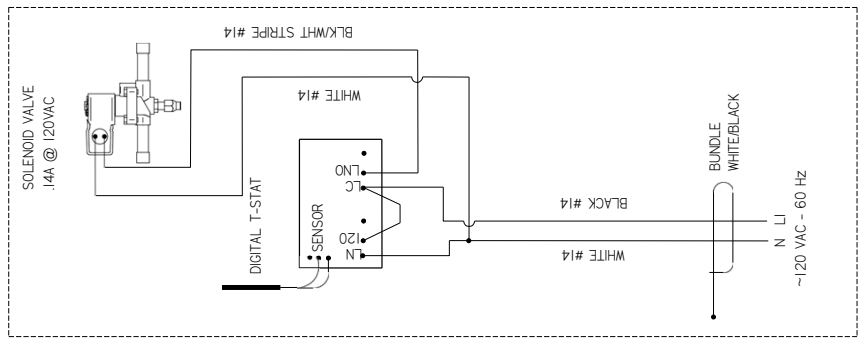 BLK/WHT STRIPE #14
WHITE #14
SOLENOID VALVE
.14A @ 120VAC
DIGITAL T-STAT
SENSOR
LNO
LC
120
LN
BLACK #14
WHITE #14
BUNDLE
WHITE/BLACK
L1
N
~120 VAC - 60 Hz